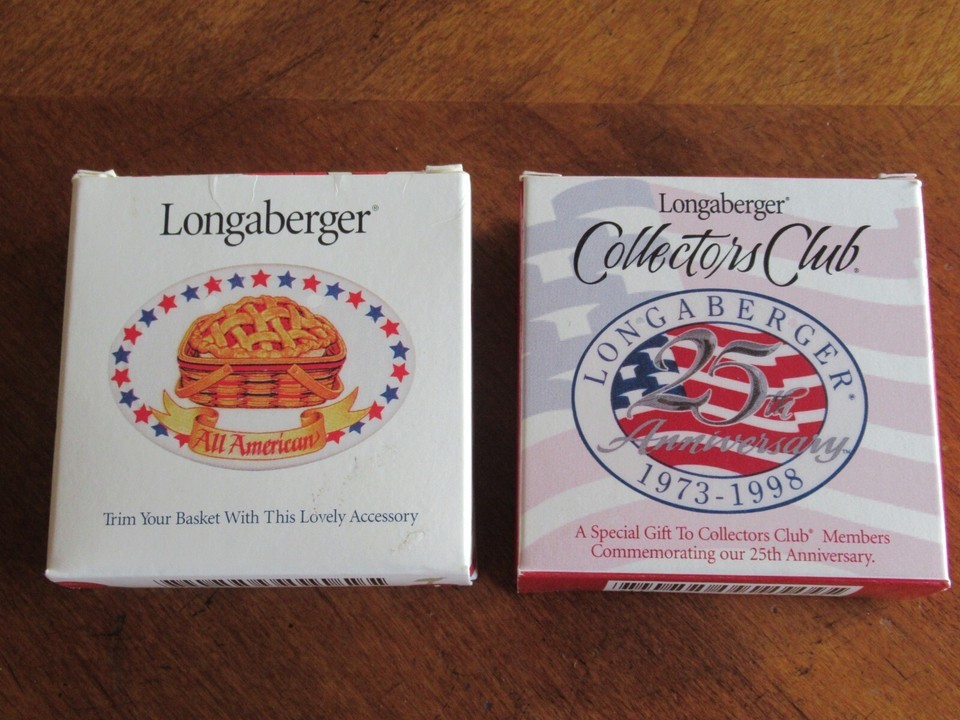 Longaberger®
All American
Trim Your Basket With This Lovely Accessory
Longaberger®
Collectors Club®
LONGABERGER®
25th
Anniversary™
1973-1998
A Special Gift To Collectors Club® Members
Commemorating our 25th Anniversary.